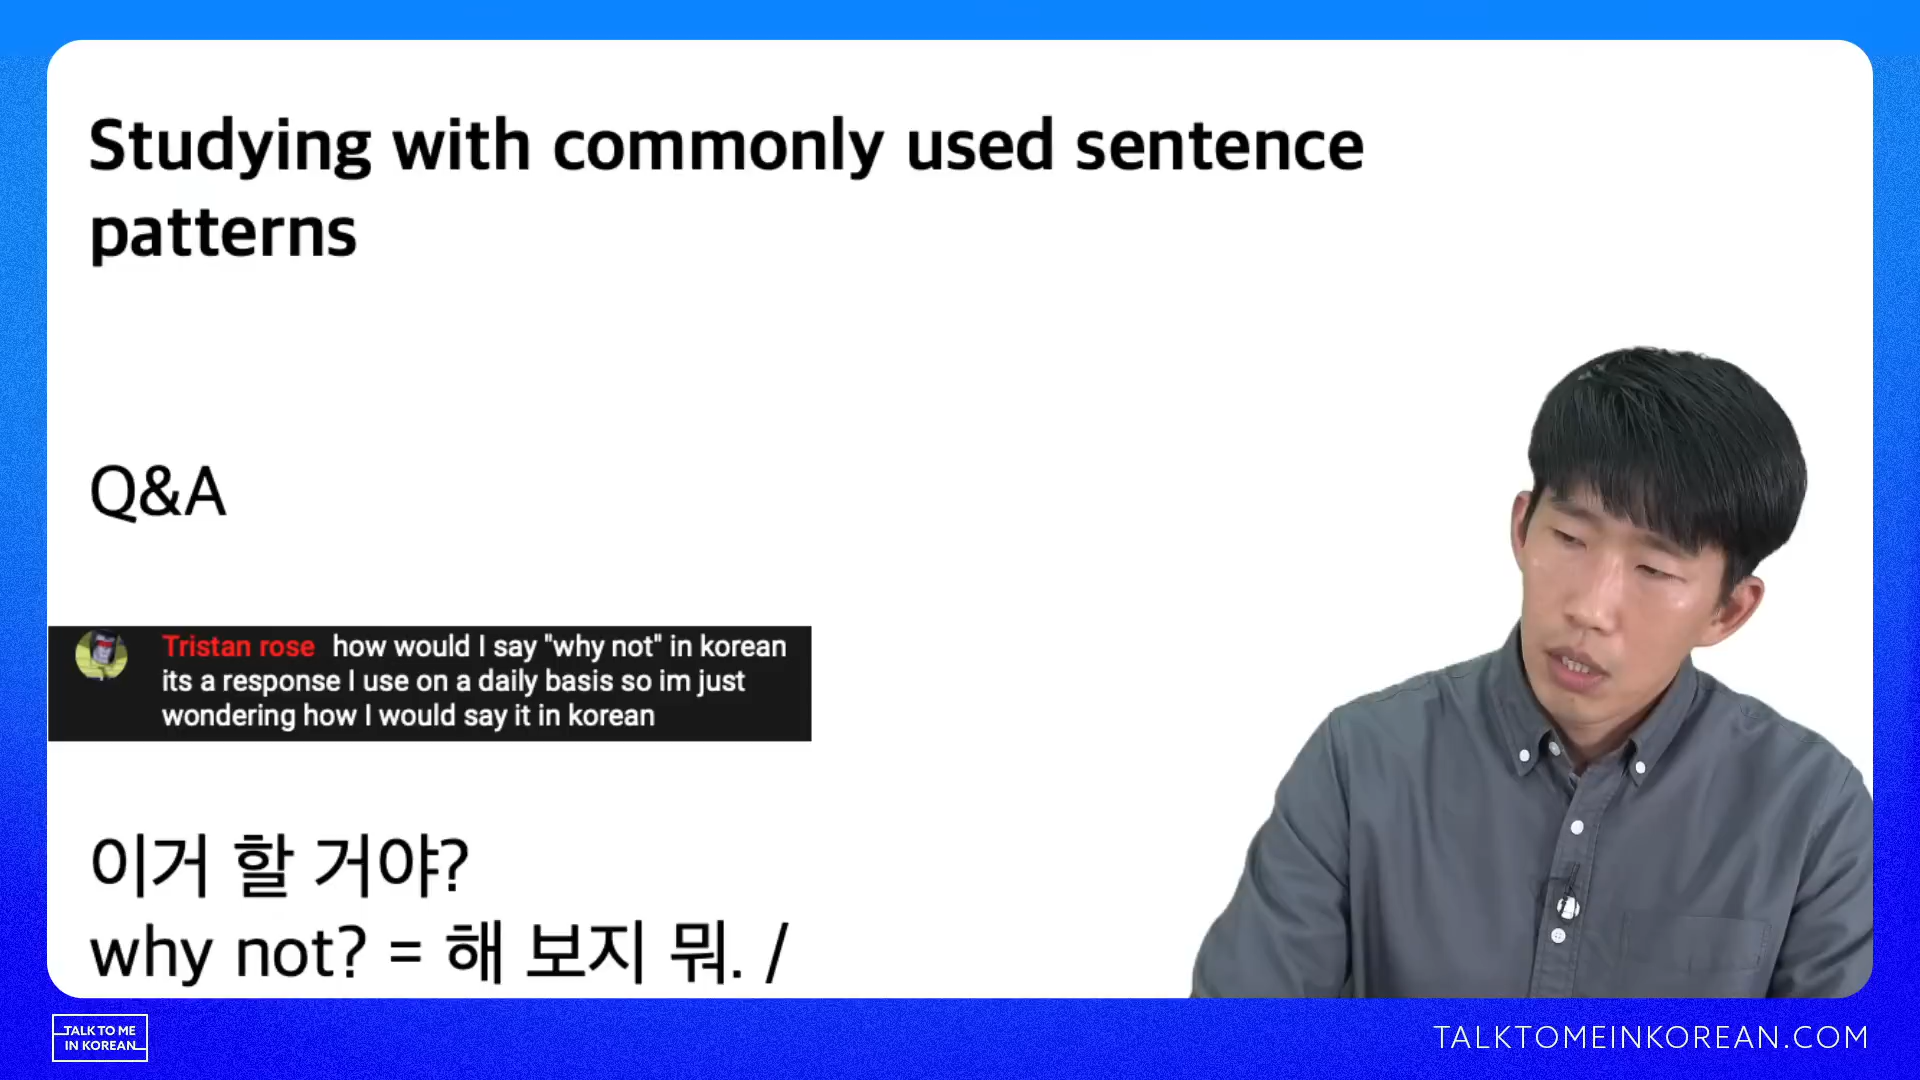 Studying with commonly used sentence
patterns
Q&A
Tristan rose how would I say "why not" in korean
its a response I use on a daily basis so im just
wondering how I would say it in korean
이거 할 거야?
why not? = 해 보지 뭐. /
TALK TO ME
IN KOREAN
TALKTOMEINKOREAN.COM